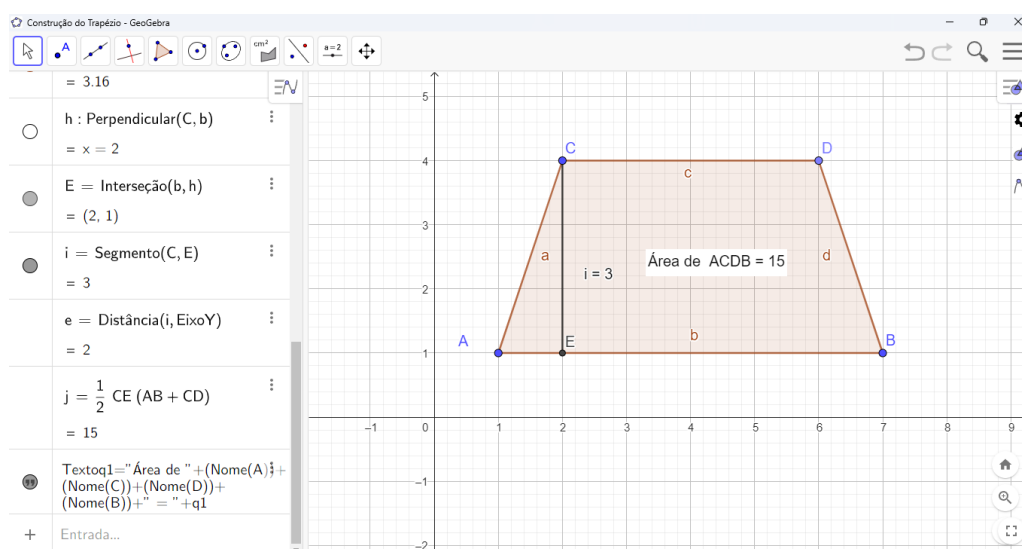 Construção do Trapézio - GeoGebra
A
cm²
a=2
= 3.16
h : Perpendicular(C, b)
= x = 2
E = Interseção(b, h)
= (2, 1)
i = Segmento(C, E)
= 3
e = Distância(i, EixoY)
= 2
j = 1/2 CE (AB + CD)
= 15
Textoq1="Área de "+(Nome(A))+
(Nome(C))+(Nome(D))+
(Nome(B))+" = "+q1
Entrada...
5
C
D
4
c
3
a
Área de ACDB = 15
d
i = 3
2
A
E
b
B
1
−1
0
1
2
3
4
5
6
7
8
9
−1
−2